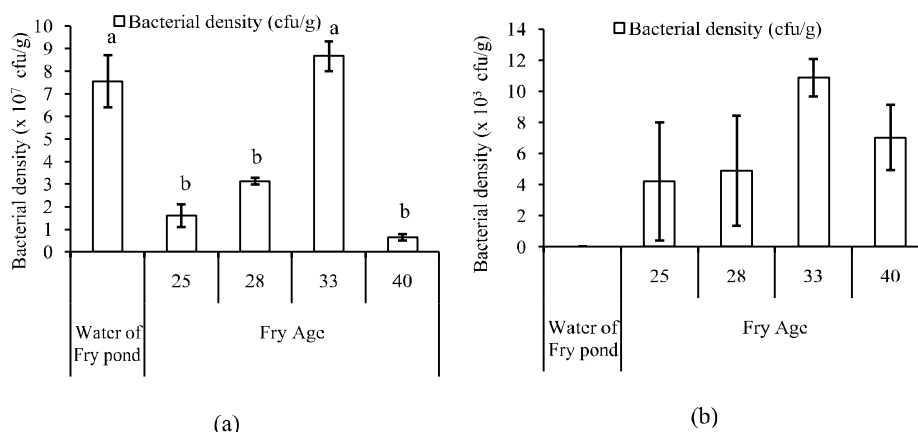 Bacterial density (cfu/g)
Bacterial density (x 10⁷ cfu/g)
10
9
8
7
6
5
4
3
2
1
0
a
b
b
a
b
25 28 33 40
Water of
Fry pond
Fry Age
(a)
Bacterial density (cfu/g)
Bacterial density (x 10³ cfu/g)
14
12
10
8
6
4
2
0
25 28 33 40
Water of
Fry pond
Fry Age
(b)